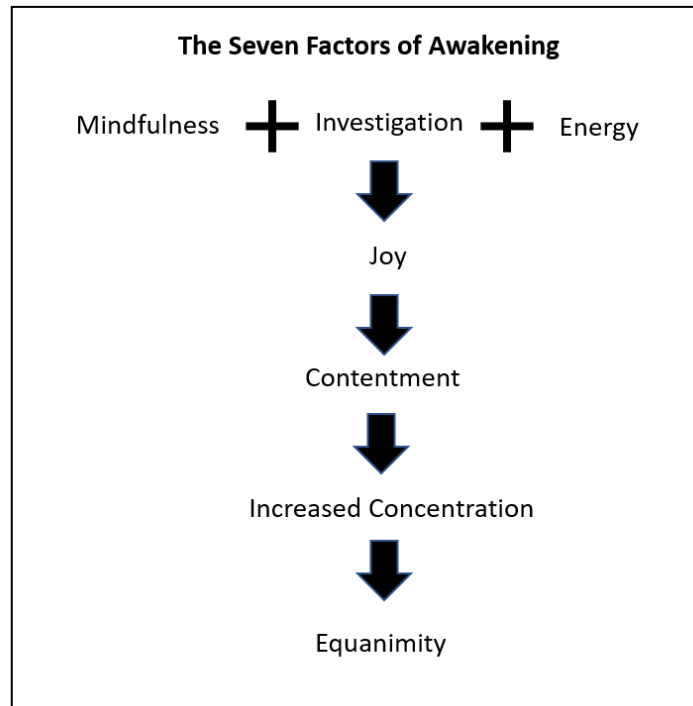 The Seven Factors of Awakening
Mindfulness + Investigation + Energy
Joy
Contentment
Increased Concentration
Equanimity